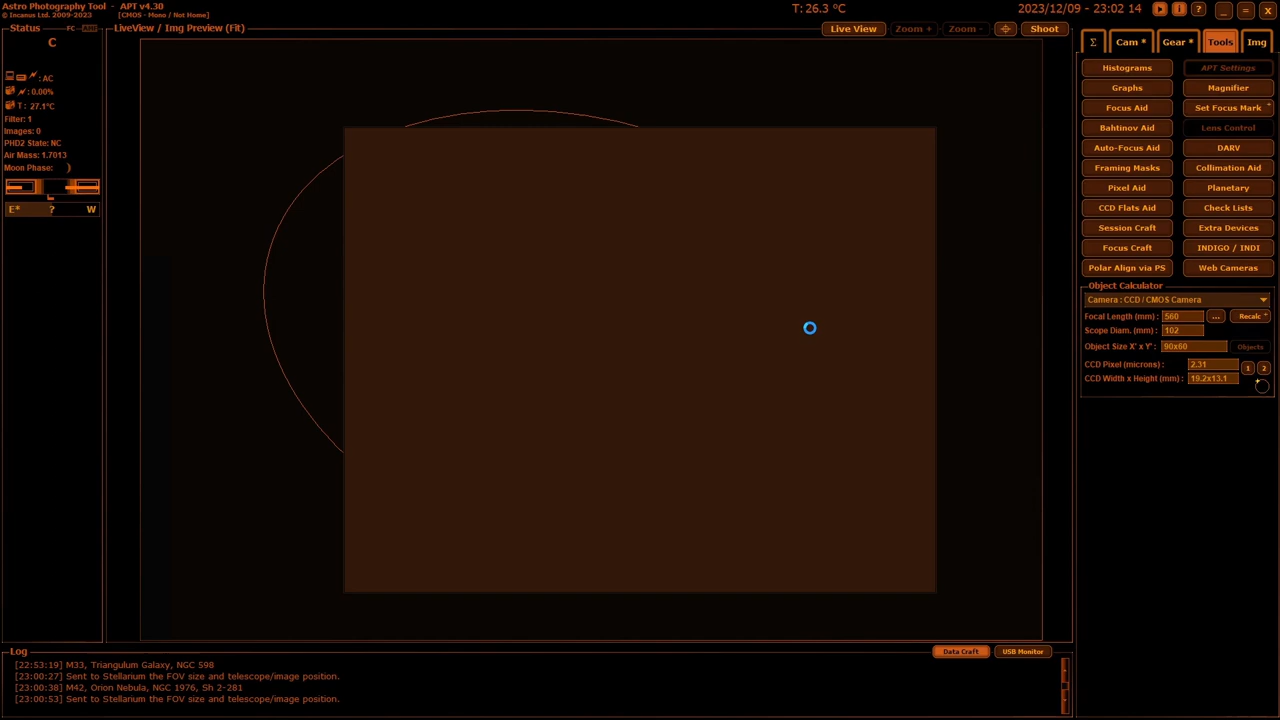 Astro Photography Tool - APT v4.30
© Incanus Ltd. 2009-2023 [CMOS - Mono / Not Home]
T: 26.3 °C
2023/12/09 - 23:02 14
i ? _ = X
Status FC
C
LiveView / Img Preview (Fit)
Live View Zoom + Zoom - Shoot
Σ Cam * Gear * Tools Img
: AC
: 0.00%
T : 27.1°C
Filter: 1
Images: 0
PHD2 State: NC
Air Mass: 1.7013
Moon Phase:
E* ? W
Histograms APT Settings
Graphs Magnifier
Focus Aid Set Focus Mark +
Bahtinov Aid Lens Control
Auto-Focus Aid DARV
Framing Masks Collimation Aid
Pixel Aid Planetary
CCD Flats Aid Check Lists
Session Craft Extra Devices
Focus Craft INDIGO / INDI
Polar Align via PS Web Cameras
Object Calculator
Camera : CCD / CMOS Camera
Focal Length (mm) : 560 ... Recalc +
Scope Diam. (mm) : 102
Object Size X' x Y' : 90x60 Objects
CCD Pixel (microns) : 2.31 1 2
CCD Width x Height (mm) : 19.2x13.1
Log
Data Craft USB Monitor
[22:53:19] M33, Triangulum Galaxy, NGC 598
[23:00:27] Sent to Stellarium the FOV size and telescope/image position.
[23:00:38] M42, Orion Nebula, NGC 1976, Sh 2-281
[23:00:53] Sent to Stellarium the FOV size and telescope/image position.